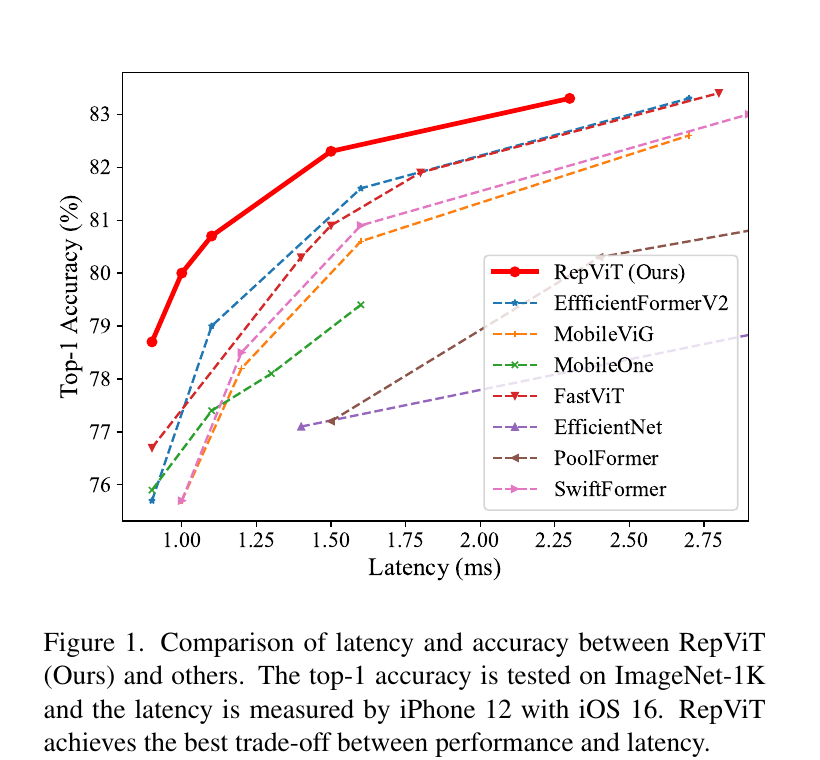 83
82
81
80
79
78
77
76
Top-1 Accuracy (%)
1.00 1.25 1.50 1.75 2.00 2.25 2.50 2.75
Latency (ms)
RepViT (Ours)
EffficientFormerV2
MobileViG
MobileOne
FastViT
EfficientNet
PoolFormer
SwiftFormer
Figure 1. Comparison of latency and accuracy between RepViT
(Ours) and others. The top-1 accuracy is tested on ImageNet-1K
and the latency is measured by iPhone 12 with iOS 16. RepViT
achieves the best trade-off between performance and latency.